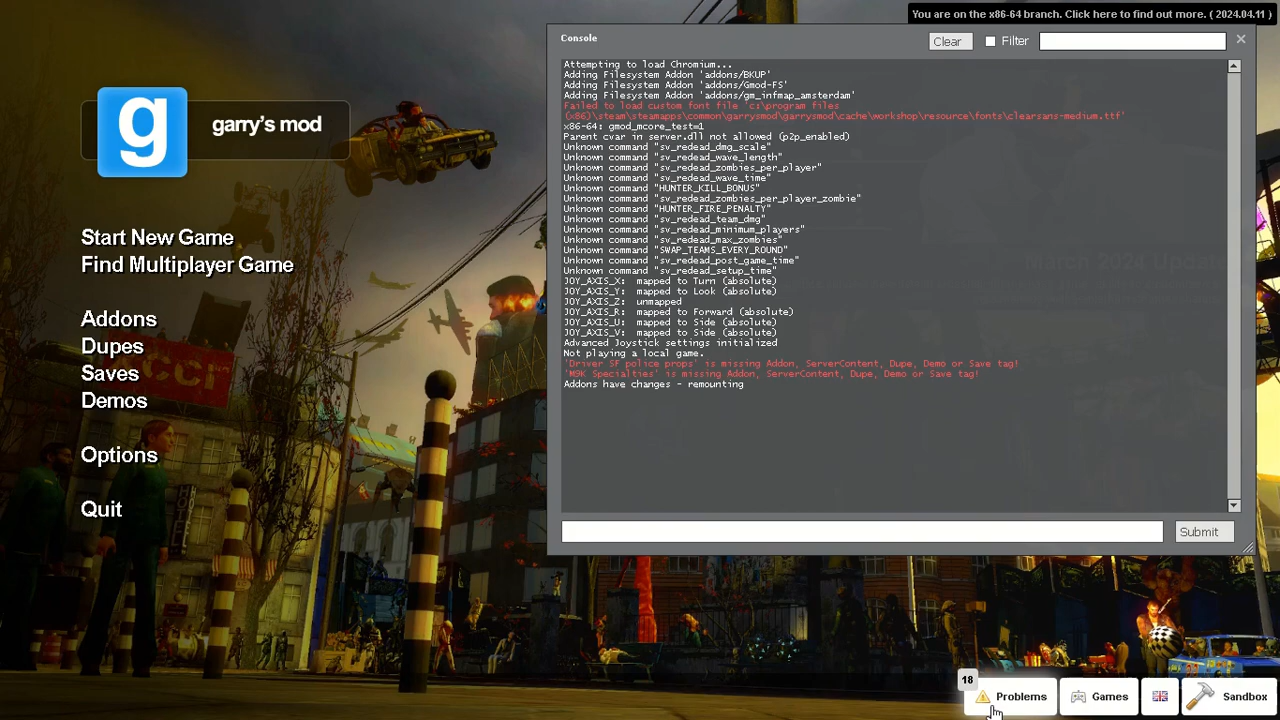 You are on the x86-64 branch. Click here to find out more. ( 2024.04.11 )
g garry's mod
Start New Game
Find Multiplayer Game
Addons
Dupes
Saves
Demos
Options
Quit
Console
Clear
Filter
Attempting to load Chromium...
Adding Filesystem Addon 'addons/BKUP'
Adding Filesystem Addon 'addons/Gmod-FS'
Adding Filesystem Addon 'addons/gm_infmap_amsterdam'
Failed to load custom font file 'c:\program files
(x86)\steam\steamapps\common\garrysmod\garrysmod\cache\workshop\resource\fonts\clearsans-medium.ttf'
x86-64: gmod_mcore_test=1
Parent cvar in server.dll not allowed (p2p_enabled)
Unknown command "sv_redead_dmg_scale"
Unknown command "sv_redead_wave_length"
Unknown command "sv_redead_zombies_per_player"
Unknown command "sv_redead_wave_time"
Unknown command "HUNTER_KILL_BONUS"
Unknown command "sv_redead_zombies_per_player_zombie"
Unknown command "HUNTER_FIRE_PENALTY"
Unknown command "sv_redead_team_dmg"
Unknown command "sv_redead_minimum_players"
Unknown command "sv_redead_max_zombies"
Unknown command "SWAP_TEAMS_EVERY_ROUND"
Unknown command "sv_redead_post_game_time"
Unknown command "sv_redead_setup_time"
JOY_AXIS_X: mapped to Turn (absolute)
JOY_AXIS_Y: mapped to Look (absolute)
JOY_AXIS_Z: unmapped
JOY_AXIS_R: mapped to Forward (absolute)
JOY_AXIS_U: mapped to Side (absolute)
JOY_AXIS_V: mapped to Side (absolute)
Advanced Joystick settings initialized
Not playing a local game.
'Driver SF police props' is missing Addon, ServerContent, Dupe, Demo or Save tag!
'M9K Specialties' is missing Addon, ServerContent, Dupe, Demo or Save tag!
Addons have changes - remounting
March 2024 Update
Submit
18
Problems
Games
Sandbox